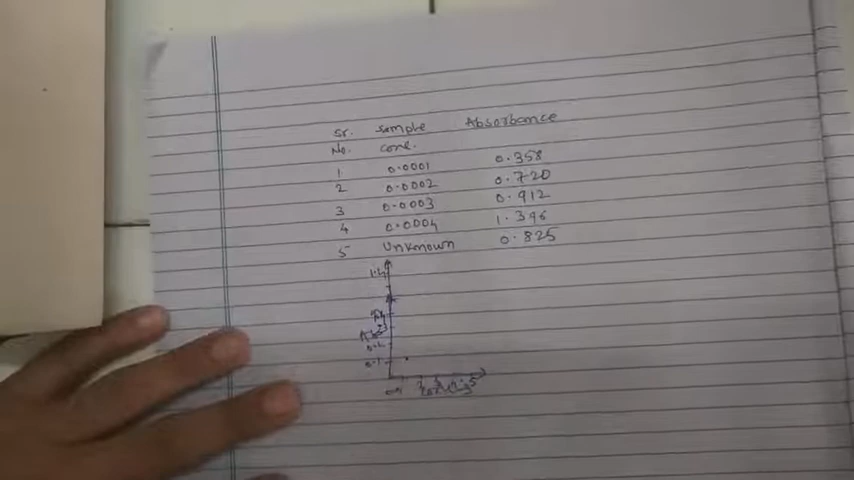 Sr. Sample Absorbance
No. conc.
1 0.0001 0.358
2 0.0002 0.720
3 0.0003 0.912
4 0.0004 1.396
5 Unknown 0.825